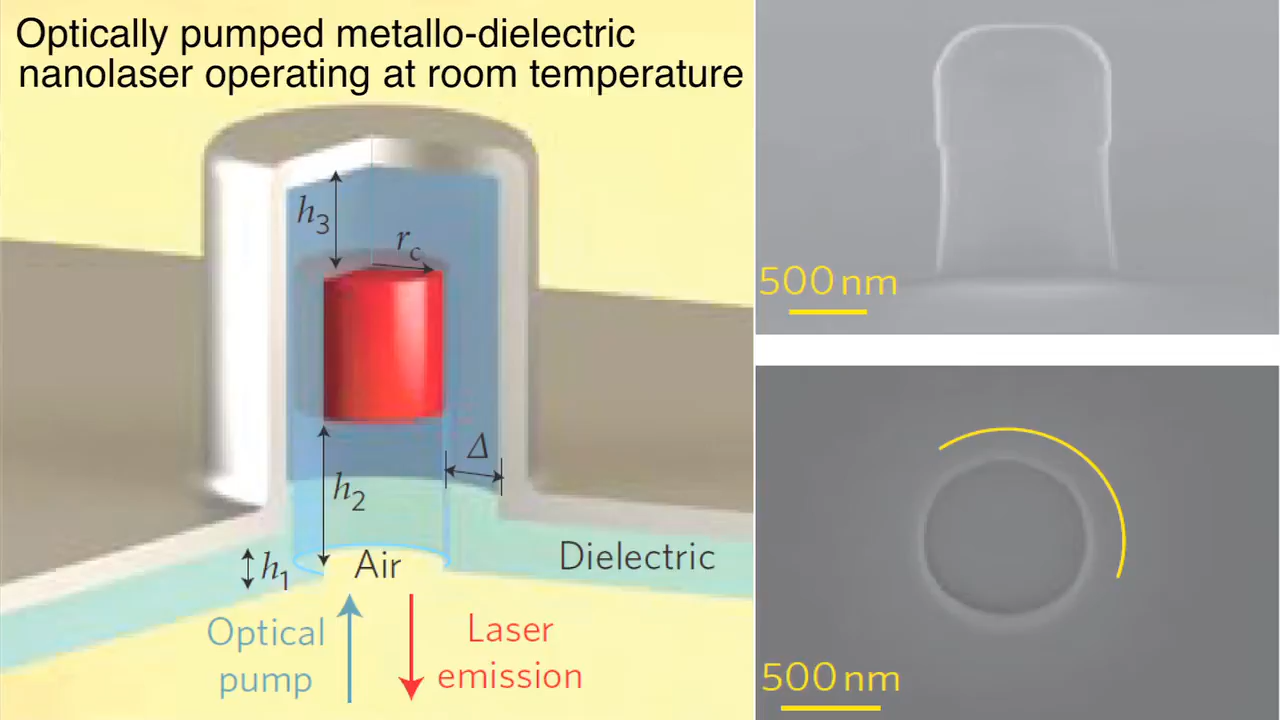 Optically pumped metallo-dielectric
nanolaser operating at room temperature
h3
rc
Δ
h2
h1
Air
Dielectric
Optical
pump
Laser
emission
500 nm
500 nm